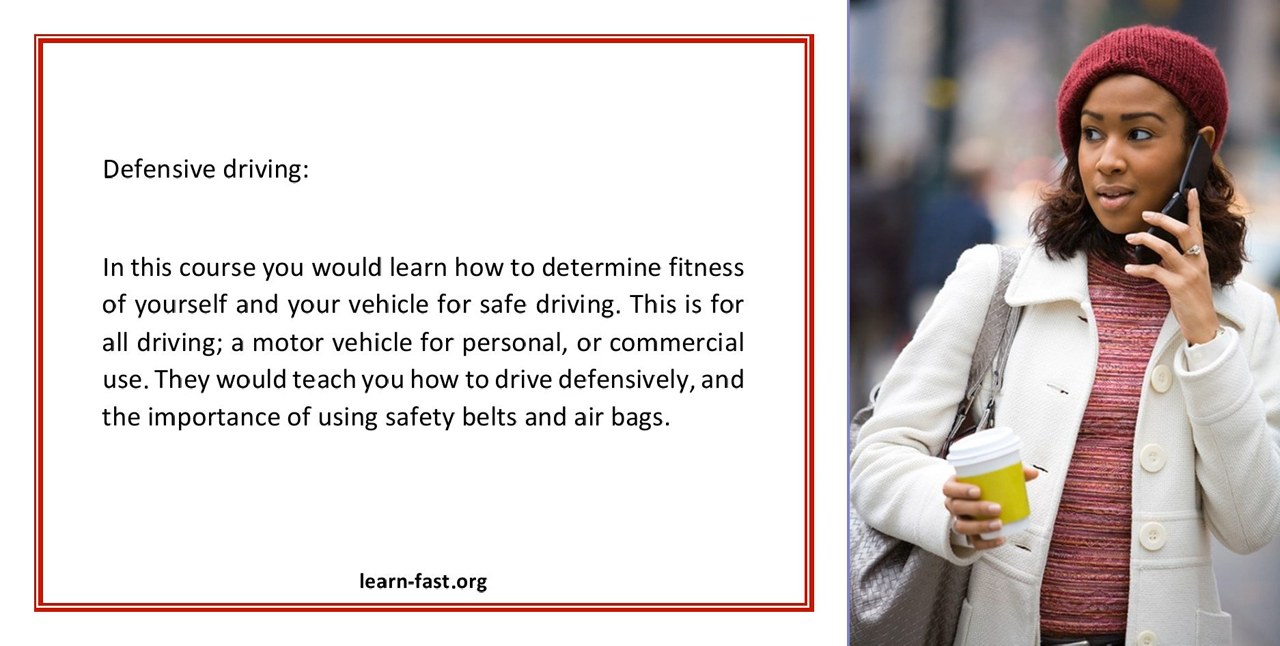 Defensive driving:
In this course you would learn how to determine fitness
of yourself and your vehicle for safe driving. This is for
all driving; a motor vehicle for personal, or commercial
use. They would teach you how to drive defensively, and
the importance of using safety belts and air bags.
learn-fast.org